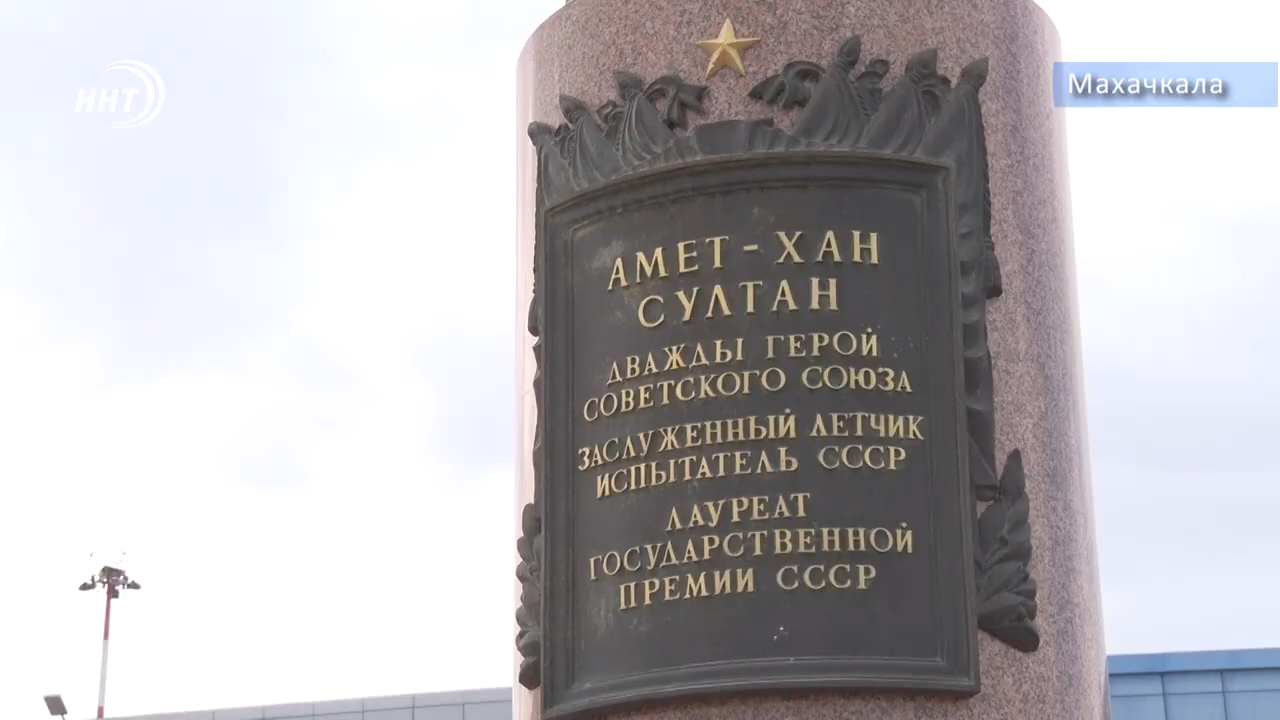 ННТ
Махачкала
АМЕТ-ХАН
СУЛТАН
ДВАЖДЫ ГЕРОЙ
СОВЕТСКОГО СОЮЗА
ЗАСЛУЖЕННЫЙ ЛЕТЧИК
ИСПЫТАТЕЛЬ СССР
ЛАУРЕАТ
ГОСУДАРСТВЕННОЙ
ПРЕМИИ СССР